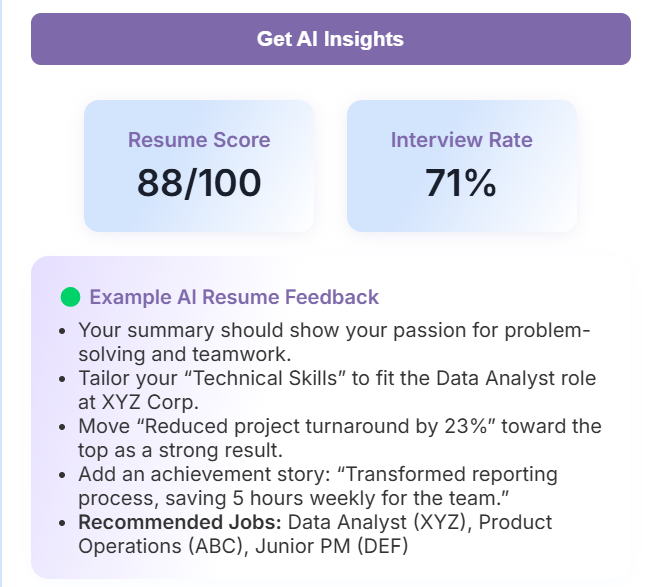 Get AI Insights
Resume Score
88/100
Interview Rate
71%
Example AI Resume Feedback
• Your summary should show your passion for problem-
solving and teamwork.
• Tailor your “Technical Skills” to fit the Data Analyst role
at XYZ Corp.
• Move “Reduced project turnaround by 23%” toward the
top as a strong result.
• Add an achievement story: “Transformed reporting
process, saving 5 hours weekly for the team.”
• Recommended Jobs: Data Analyst (XYZ), Product
Operations (ABC), Junior PM (DEF)